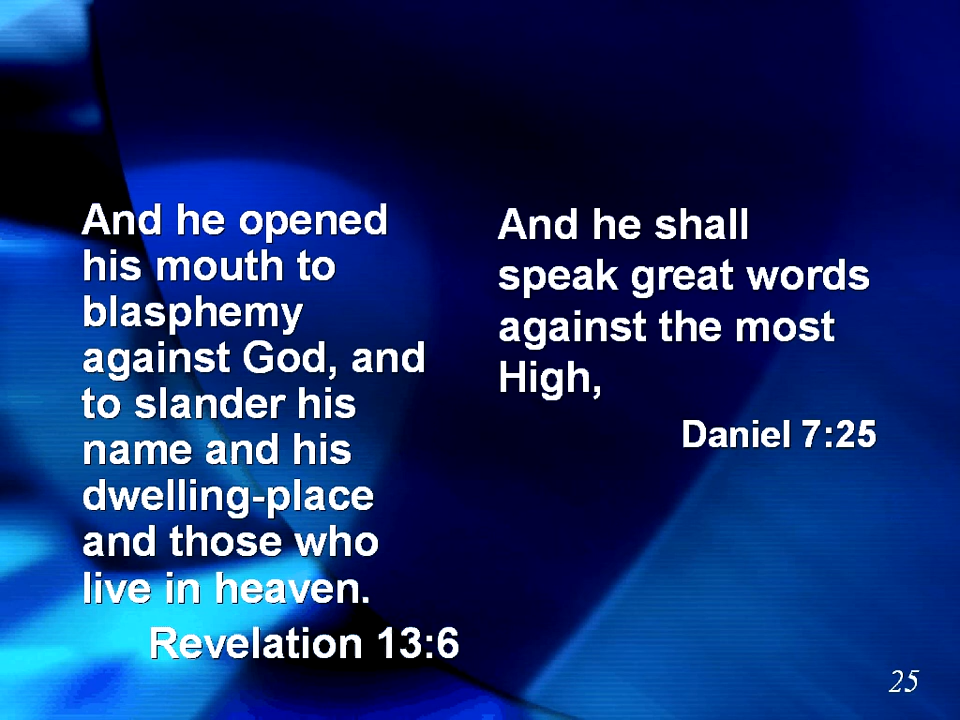 And he opened
his mouth to
blasphemy
against God, and
to slander his
name and his
dwelling-place
and those who
live in heaven.
Revelation 13:6
And he shall
speak great words
against the most
High,
Daniel 7:25
25